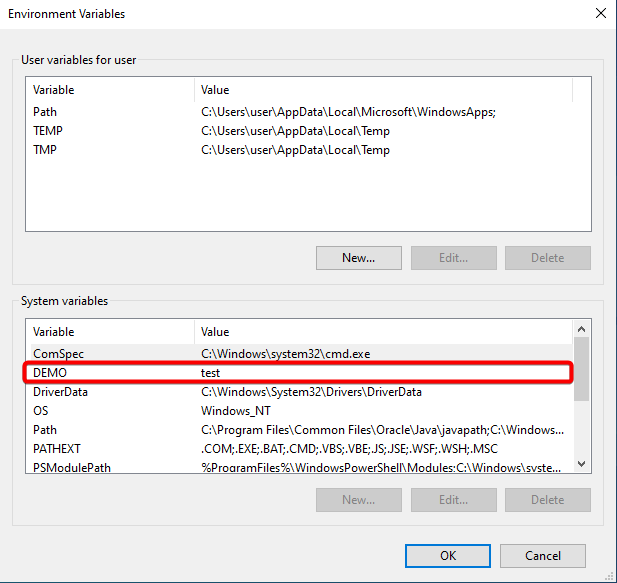 Environment Variables
User variables for user
Variable Value
Path C:\Users\user\AppData\Local\Microsoft\WindowsApps;
TEMP C:\Users\user\AppData\Local\Temp
TMP C:\Users\user\AppData\Local\Temp
New... Edit... Delete
System variables
Variable Value
ComSpec C:\Windows\system32\cmd.exe
DEMO test
DriverData C:\Windows\System32\Drivers\DriverData
OS Windows_NT
Path C:\Program Files\Common Files\Oracle\Java\javapath;C:\Windows...
PATHEXT .COM;.EXE;.BAT;.CMD;.VBS;.VBE;.JS;.JSE;.WSF;.WSH;.MSC
PSModulePath %ProgramFiles%\WindowsPowerShell\Modules;C:\Windows\syste...
New... Edit... Delete
OK Cancel